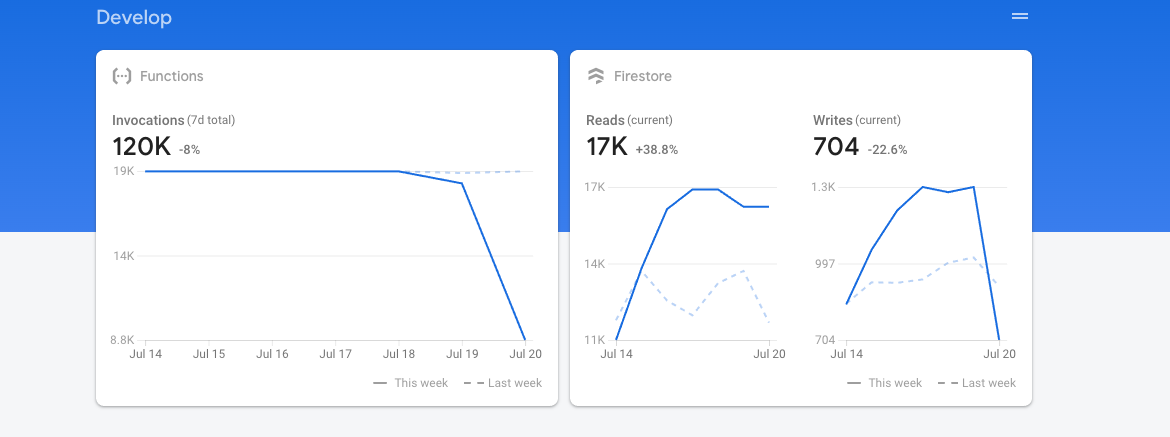 Develop
Functions
Invocations (7d total)
120K -8%
19K
14K
8.8K
Jul 14 Jul 15 Jul 16 Jul 17 Jul 18 Jul 19 Jul 20
This week Last week
Firestore
Reads (current)
17K +38.8%
17K
14K
11K
Jul 14 Jul 20
Writes (current)
704 -22.6%
1.3K
997
704
Jul 14 Jul 20
This week Last week